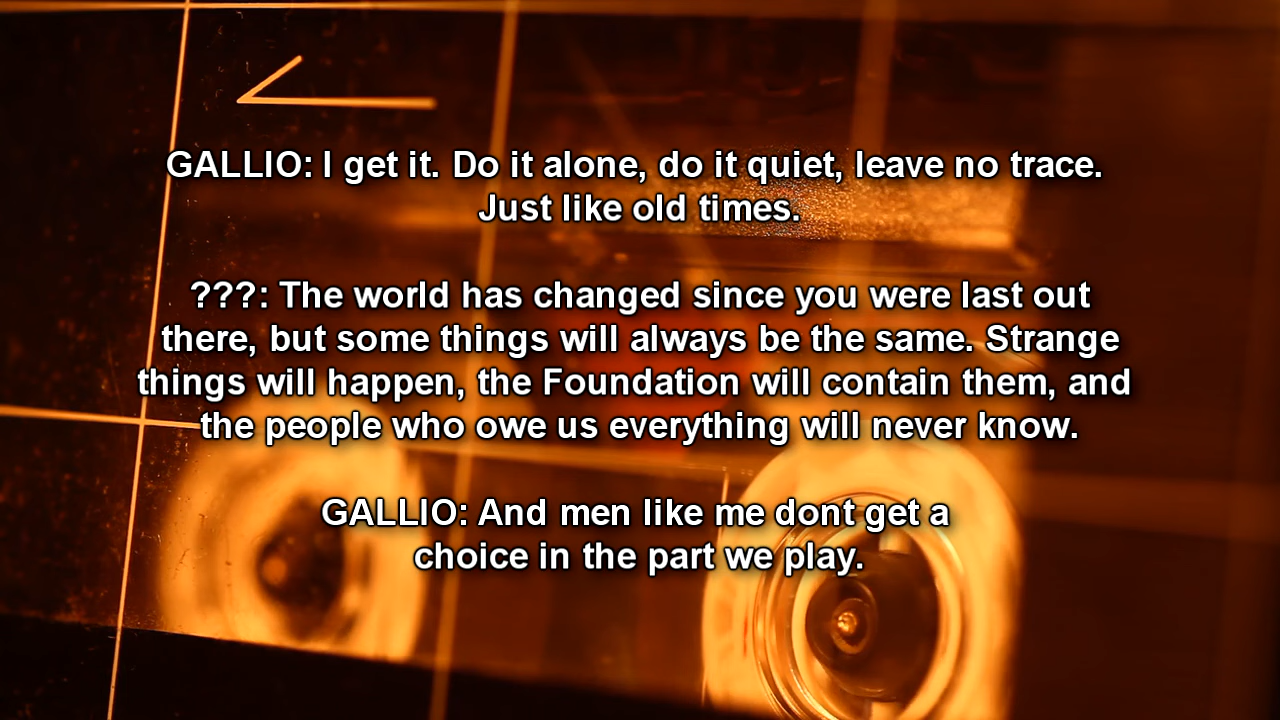 GALLIO: I get it. Do it alone, do it quiet, leave no trace.
Just like old times.
???: The world has changed since you were last out
there, but some things will always be the same. Strange
things will happen, the Foundation will contain them, and
the people who owe us everything will never know.
GALLIO: And men like me dont get a
choice in the part we play.